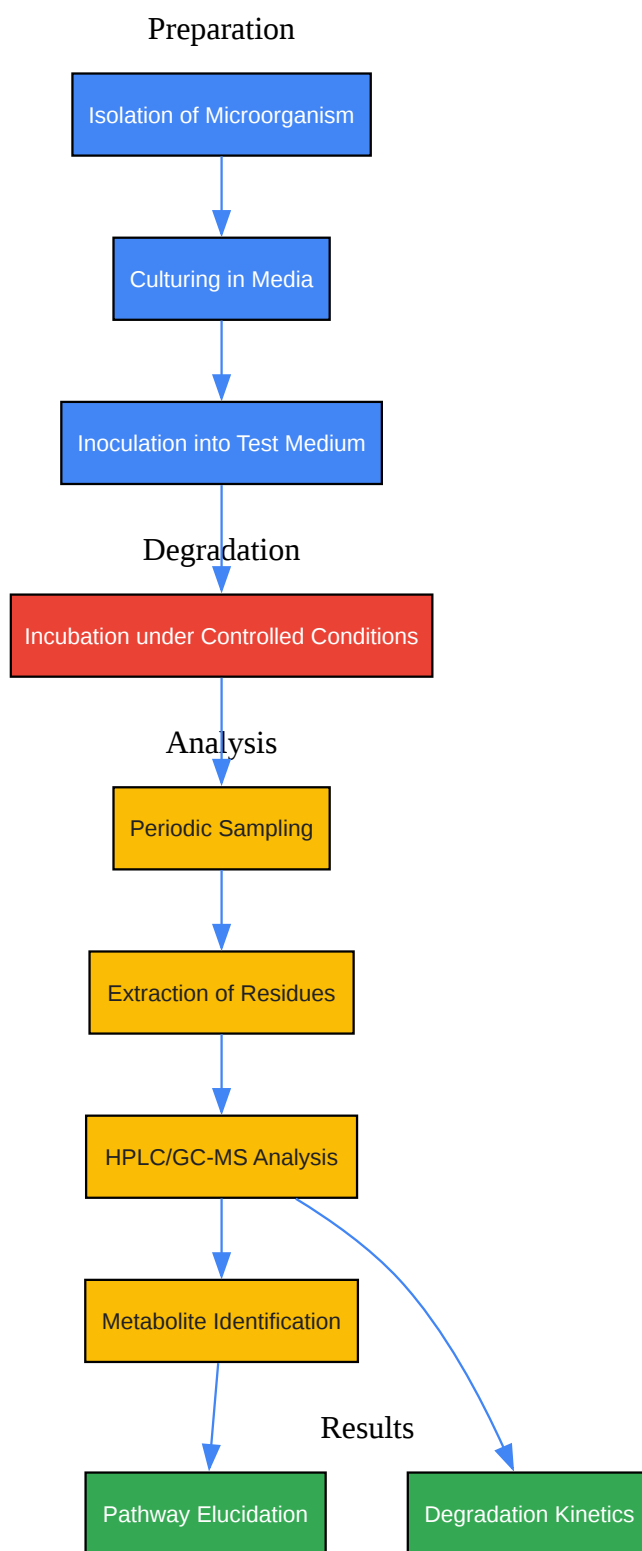 Preparation
Isolation of Microorganism
Culturing in Media
Inoculation into Test Medium
Degradation
Incubation under Controlled Conditions
Analysis
Periodic Sampling
Extraction of Residues
HPLC/GC-MS Analysis
Metabolite Identification
Results
Pathway Elucidation
Degradation Kinetics